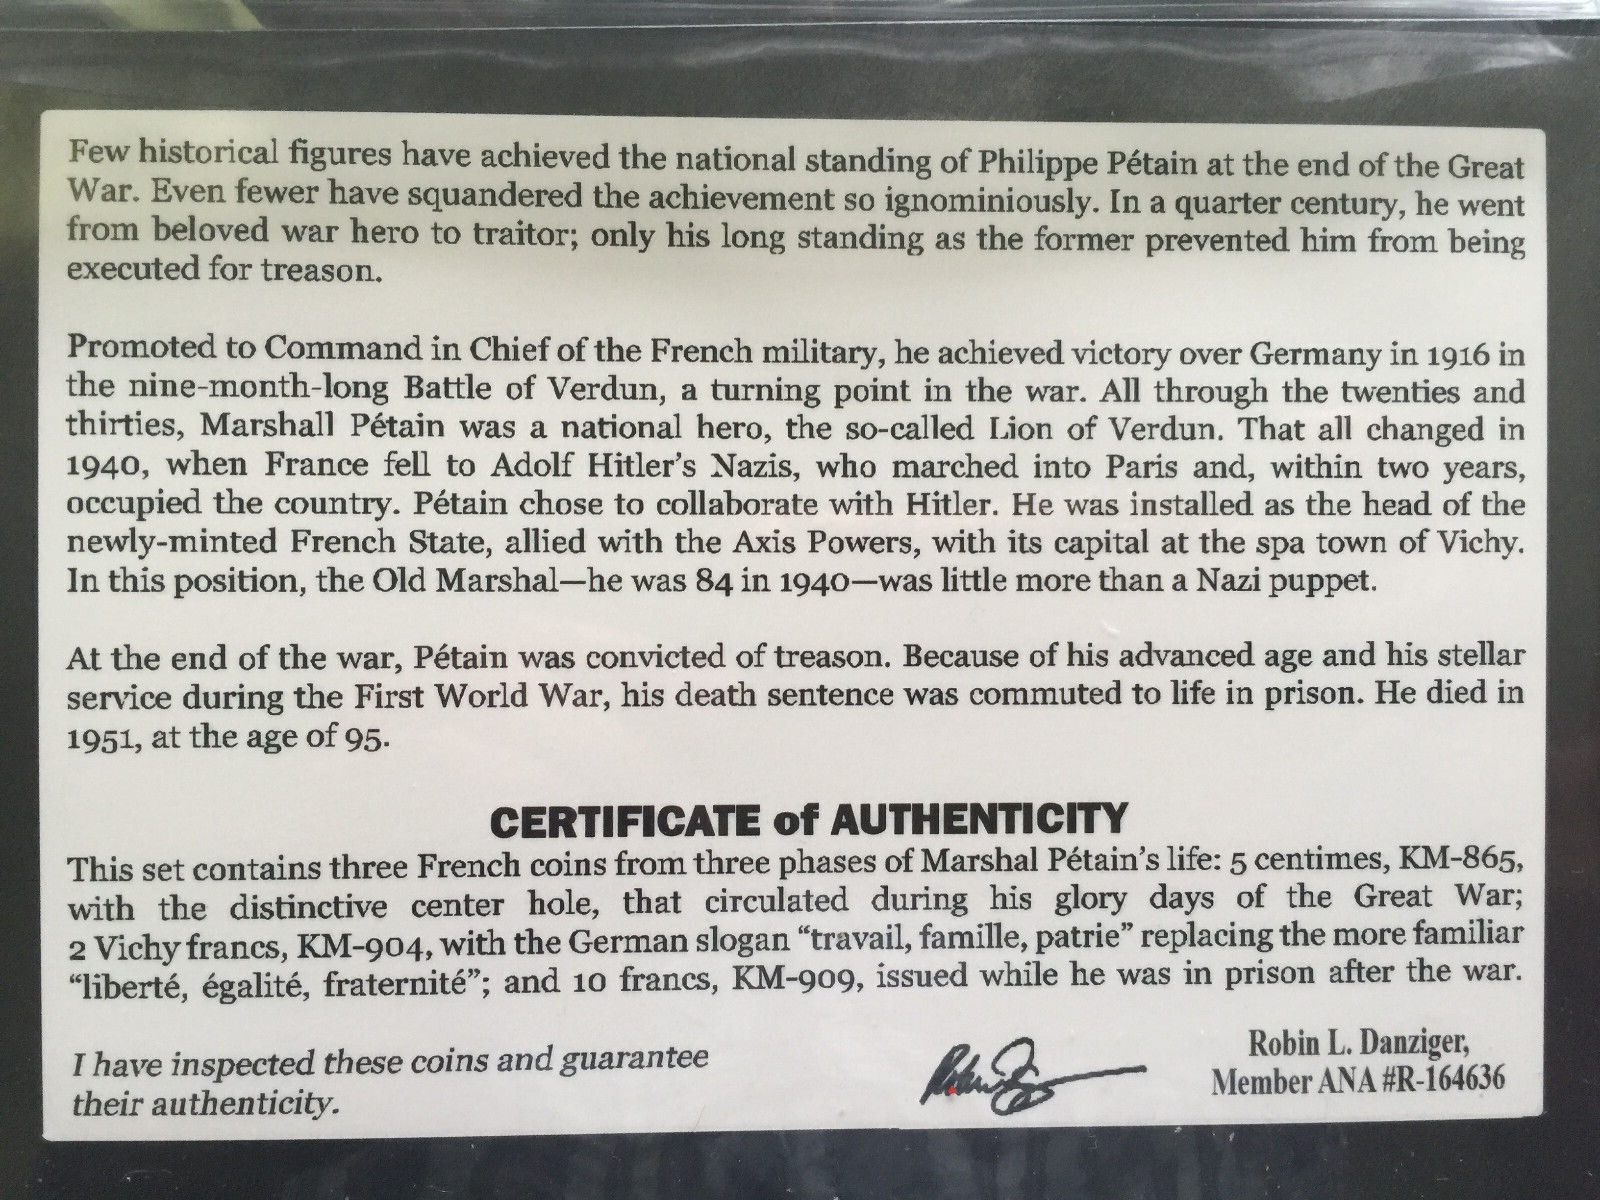 Few historical figures have achieved the national standing of Philippe Pétain at the end of the Great
War. Even fewer have squandered the achievement so ignominiously. In a quarter century, he went
from beloved war hero to traitor; only his long standing as the former prevented him from being
executed for treason.
Promoted to Command in Chief of the French military, he achieved victory over Germany in 1916 in
the nine-month-long Battle of Verdun, a turning point in the war. All through the twenties and
thirties, Marshall Pétain was a national hero, the so-called Lion of Verdun. That all changed in
1940, when France fell to Adolf Hitler's Nazis, who marched into Paris and, within two years,
occupied the country. Pétain chose to collaborate with Hitler. He was installed as the head of the
newly-minted French State, allied with the Axis Powers, with its capital at the spa town of Vichy.
In this position, the Old Marshal—he was 84 in 1940—was little more than a Nazi puppet.
At the end of the war, Pétain was convicted of treason. Because of his advanced age and his stellar
service during the First World War, his death sentence was commuted to life in prison. He died in
1951, at the age of 95.
CERTIFICATE of AUTHENTICITY
This set contains three French coins from three phases of Marshal Pétain's life: 5 centimes, KM-865,
with the distinctive center hole, that circulated during his glory days of the Great War;
2 Vichy francs, KM-904, with the German slogan “travail, famille, patrie” replacing the more familiar
“liberté, égalité, fraternité”; and 10 francs, KM-909, issued while he was in prison after the war.
I have inspected these coins and guarantee
their authenticity.
Robin L. Danziger,
Member ANA #R-164636